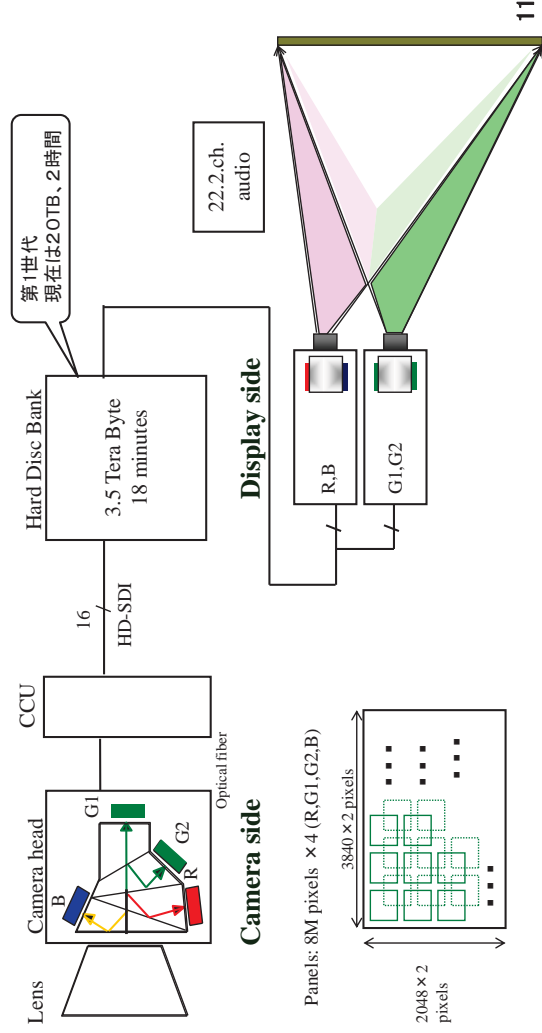 第1世代
現在は20TB、2時間
Hard Disc Bank
3.5 Tera Byte
18 minutes
16
HD-SDI
CCU
Optical fiber
Camera head
Lens
B
G1
G2
R
Camera side
Display side
22.2.ch.
audio
R,B
G1,G2
Panels: 8M pixels ×4 (R,G1,G2,B)
3840×2 pixels
2048×2
pixels
11